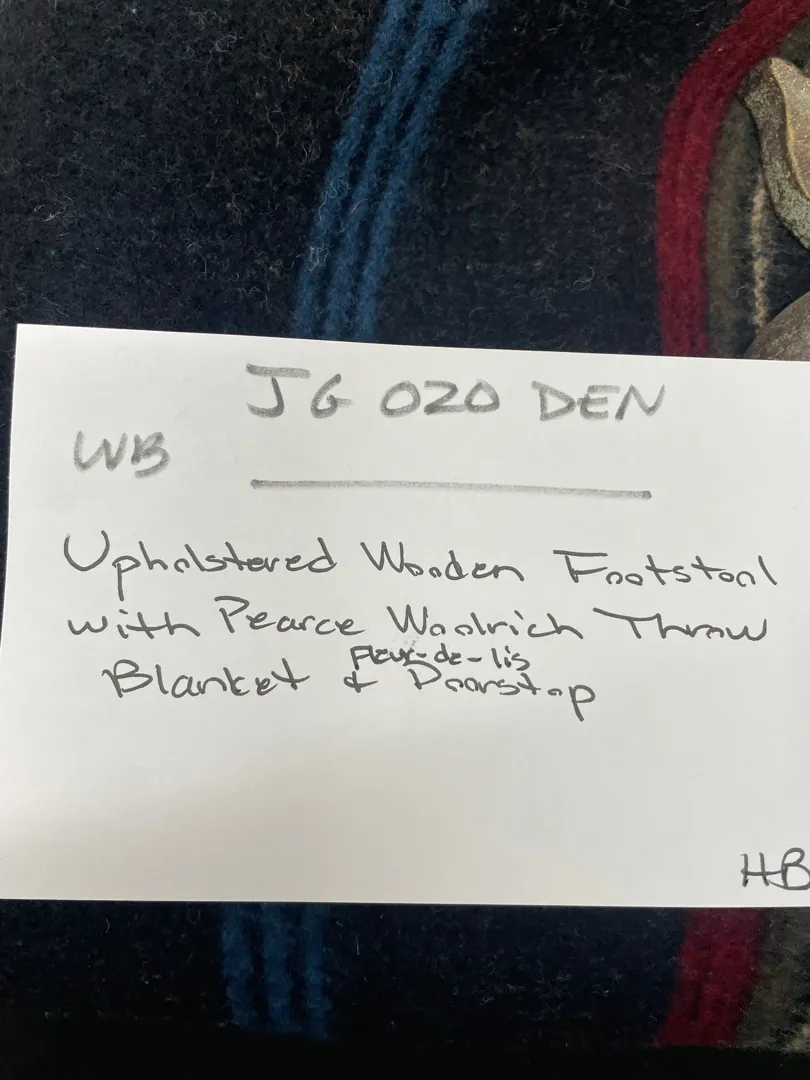 JG 020 DEN
WB
Upholstered Wooden Footstool
with Pearce Woolrich Throw
Fleur-de-lis
Blanket & Doorstop
HB